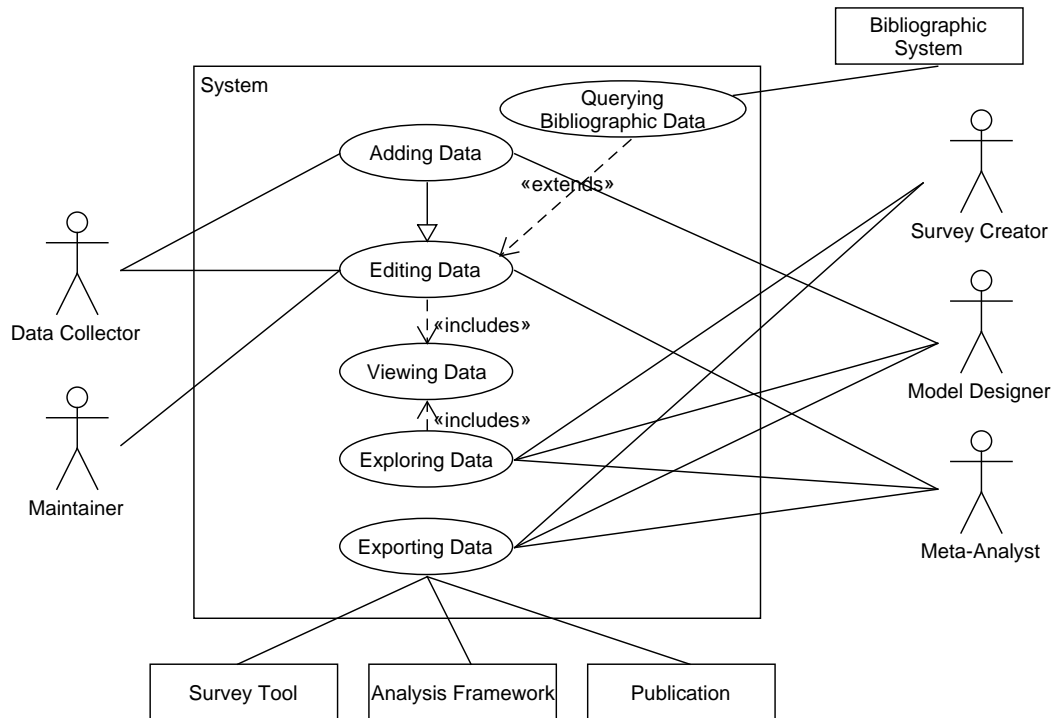 Bibliographic
System
System
Querying
Bibliographic Data
Adding Data
«extends»
Survey Creator
Editing Data
Data Collector
«includes»
Viewing Data
Model Designer
«includes»
Exploring Data
Maintainer
Exporting Data
Meta-Analyst
Survey Tool
Analysis Framework
Publication